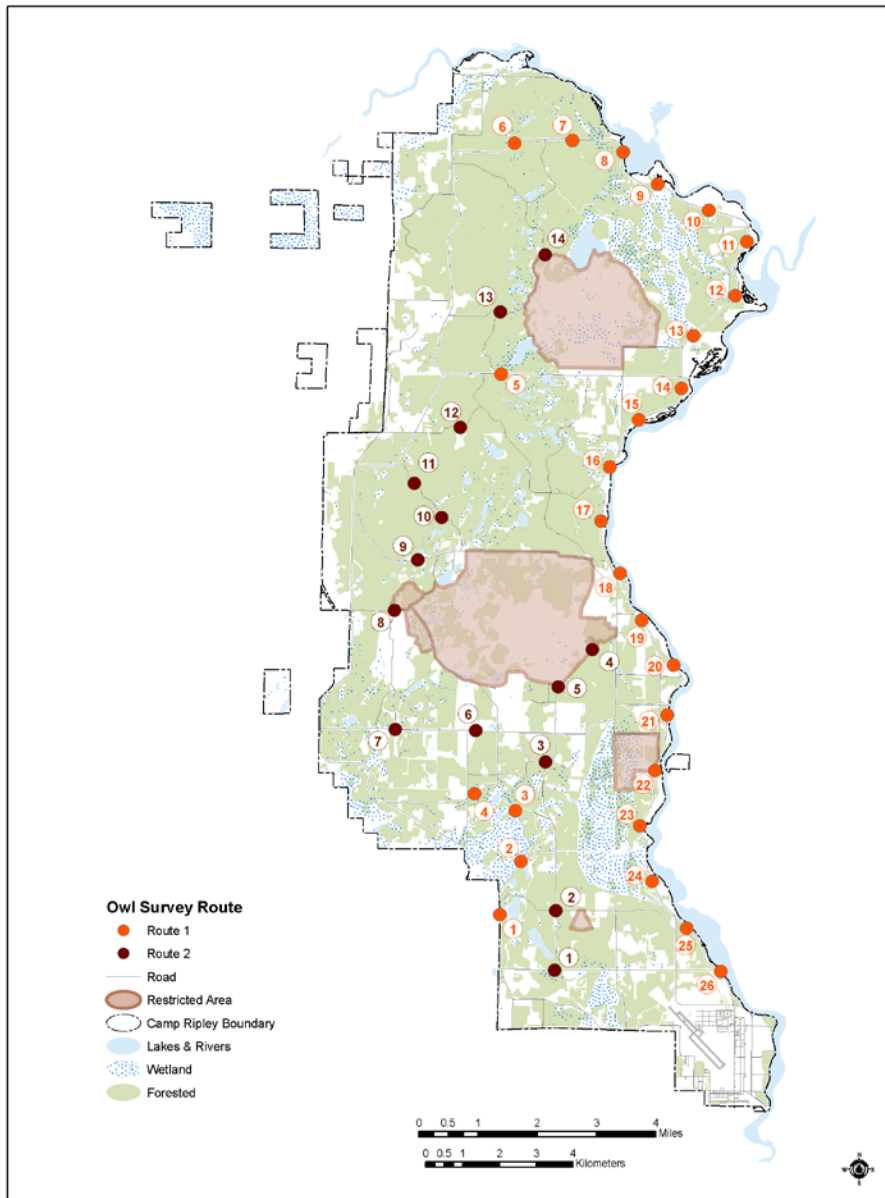 6
7
8
9
10
14
11
12
13
13
5
14
15
12
16
11
10
17
9
18
8
19
4
20
5
21
6
7
3
22
4
3
23
2
24
2
1
25
1
26
Owl Survey Route
Route 1
Route 2
Road
Restricted Area
Camp Ripley Boundary
Lakes & Rivers
Wetland
Forested
0 0.5 1 2 3 4
Miles
0 0.5 1 2 3 4
Kilometers
N
W E
S